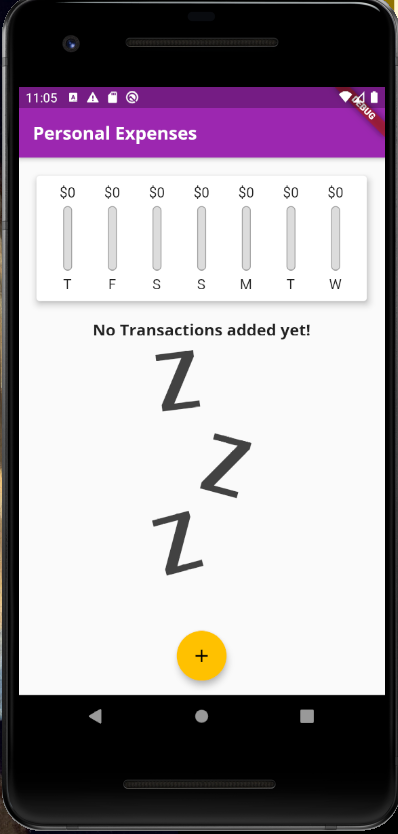 11:05
DEBUG
Personal Expenses
$0 $0 $0 $0 $0 $0 $0
T F S S M T W
No Transactions added yet!
Z
Z
Z
+